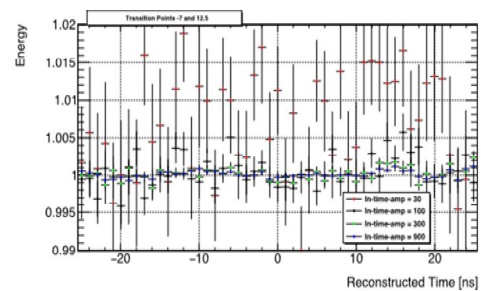 Transition Points -7 and 12.5
Energy
1.02
1.015
1.01
1.005
1
0.995
0.99
In-time-amp = 30
In-time-amp = 100
In-time-amp = 300
In-time-amp = 900
−20
−10
0
10
20
Reconstructed Time [ns]